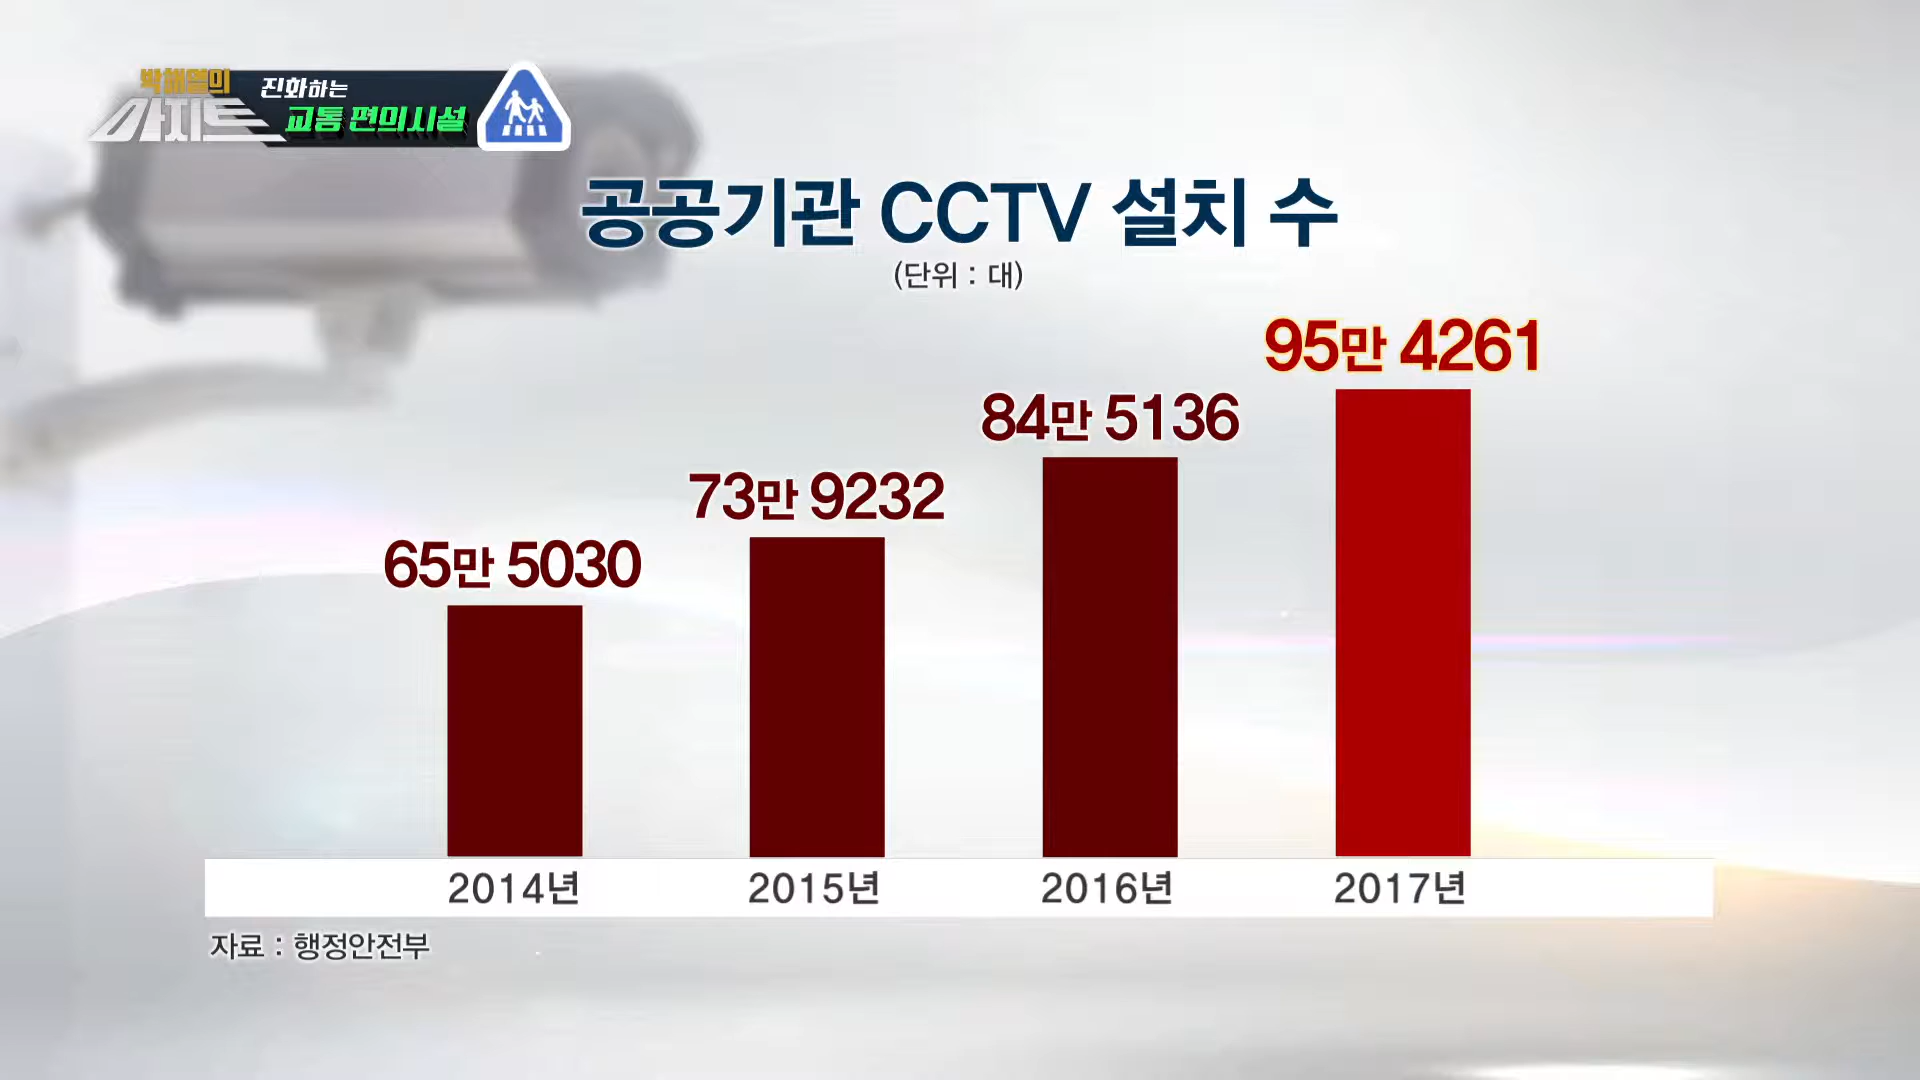 박해열의
아지트
진화하는
교통 편의시설
공공기관 CCTV 설치 수
(단위 : 대)
95만 4261
84만 5136
73만 9232
65만 5030
2014년 2015년 2016년 2017년
자료 : 행정안전부